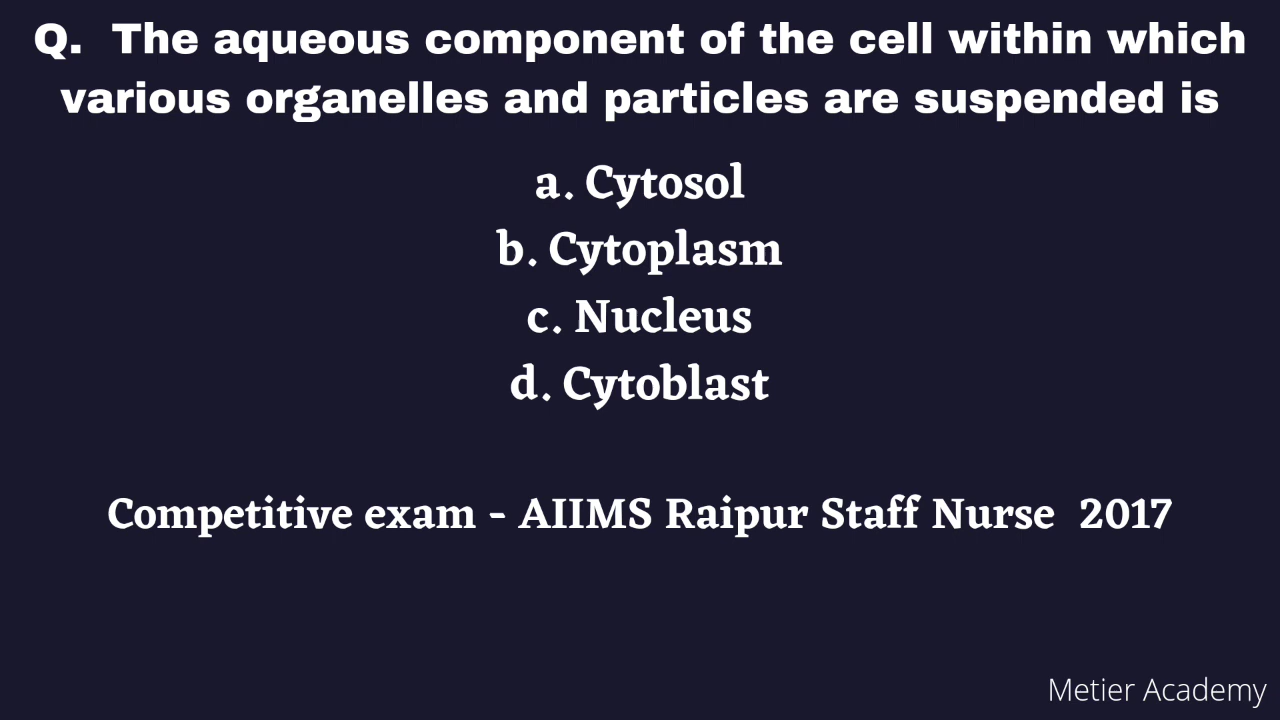 Q. The aqueous component of the cell within which
various organelles and particles are suspended is
a. Cytosol
b. Cytoplasm
c. Nucleus
d. Cytoblast
Competitive exam - AIIMS Raipur Staff Nurse 2017
Metier Academy